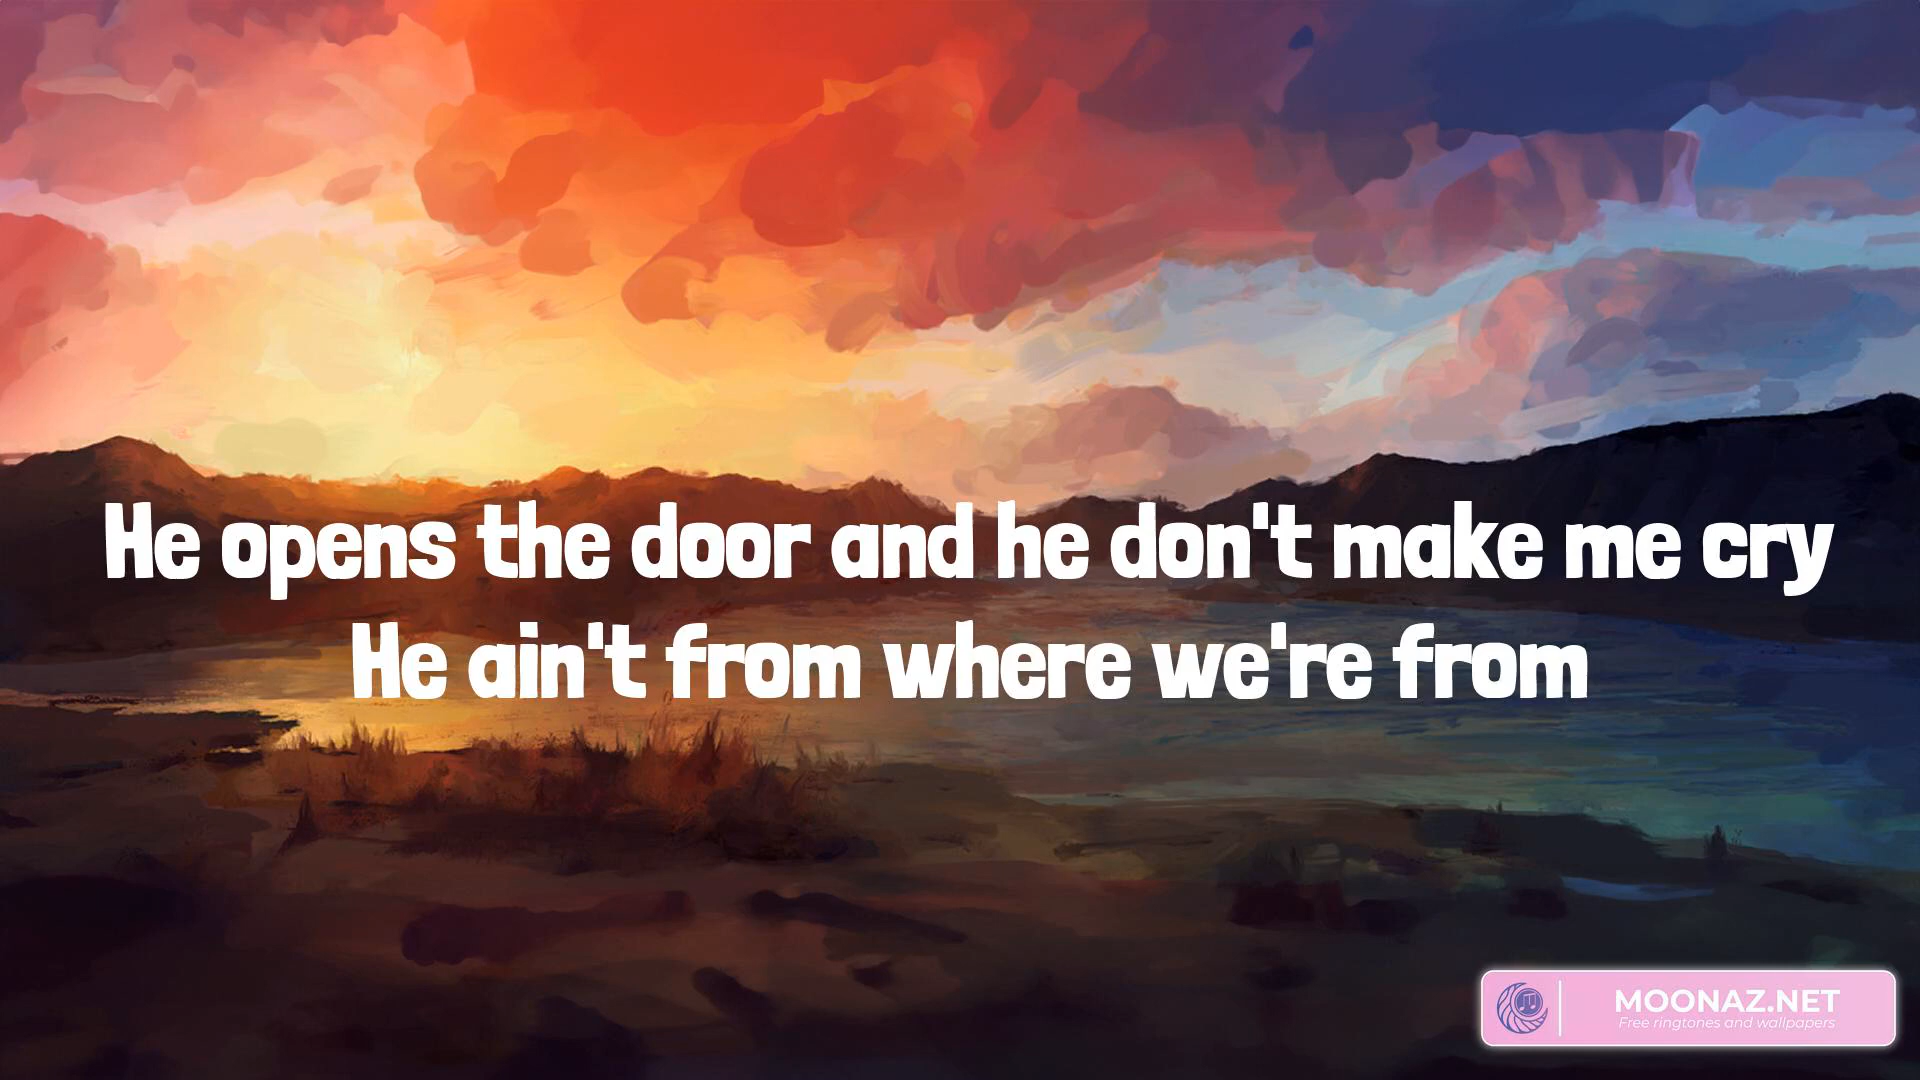 He opens the door and he don't make me cry
He ain't from where we're from
MOONAZ.NET
Free ringtones and wallpapers